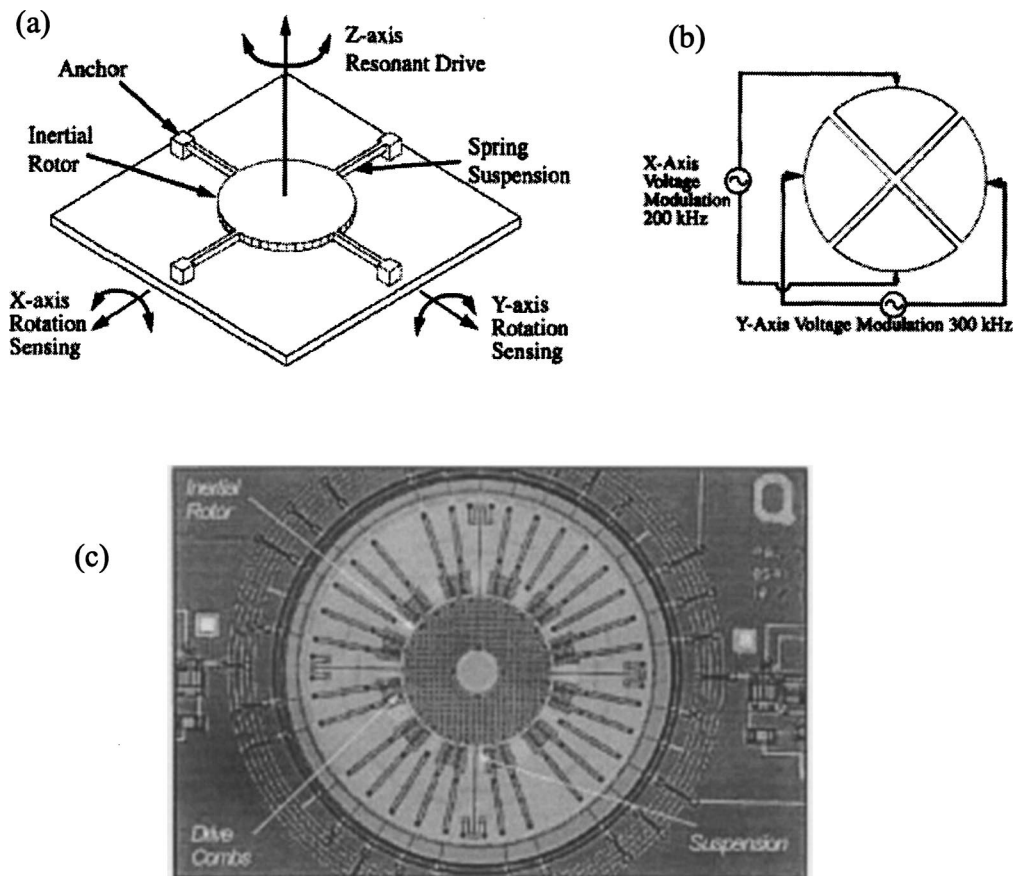 (a)
Z-axis
Resonant Drive
Anchor
Inertial
Rotor
Spring
Suspension
X-axis
Rotation
Sensing
Y-axis
Rotation
Sensing
(b)
X-Axis
Voltage
Modulation
200 kHz
Y-Axis Voltage Modulation 300 kHz
(c)
Inertial
Rotor
Q
Drive
Combs
Suspension